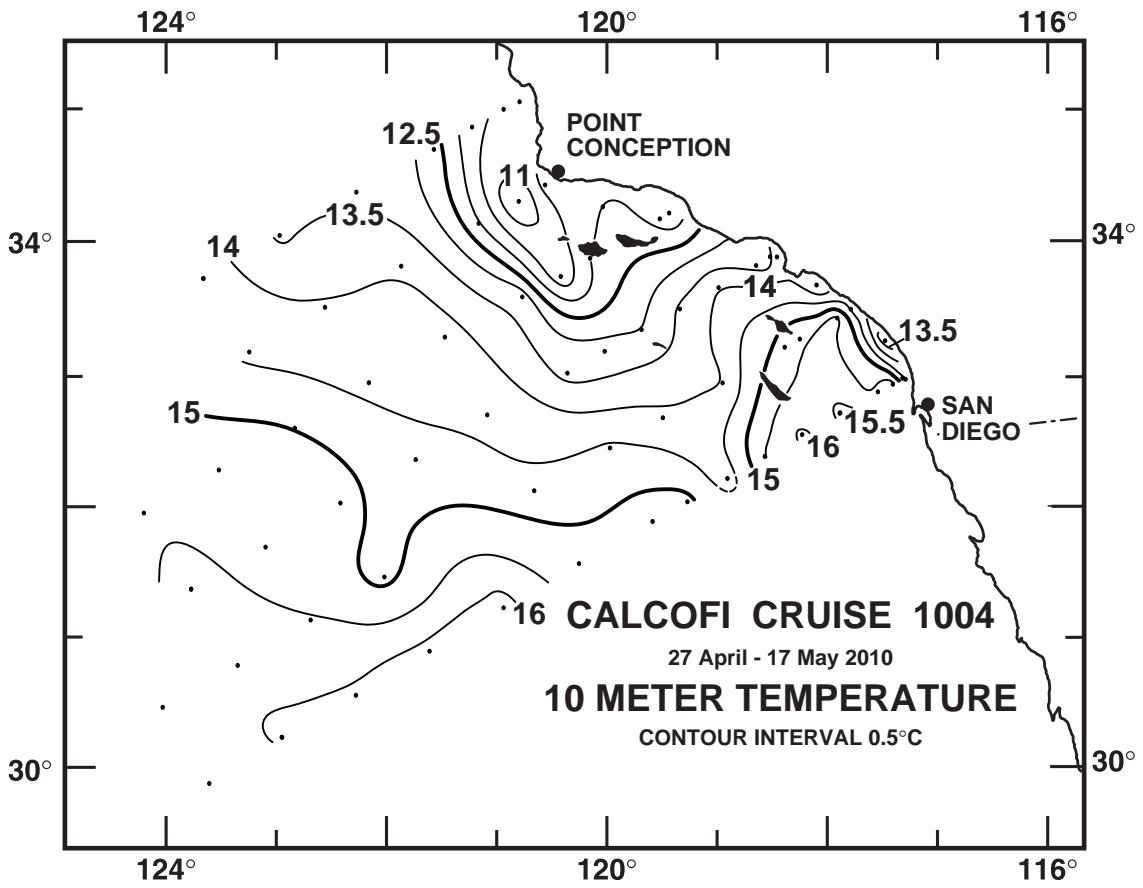 124° 120° 116°
12.5
POINT
CONCEPTION
11
13.5
34° 14 34°
14
13.5
15
SAN
DIEGO
15.5
16
15
16
CALCOFI CRUISE 1004
27 April - 17 May 2010
10 METER TEMPERATURE
CONTOUR INTERVAL 0.5°C
30° 30°
124° 120° 116°